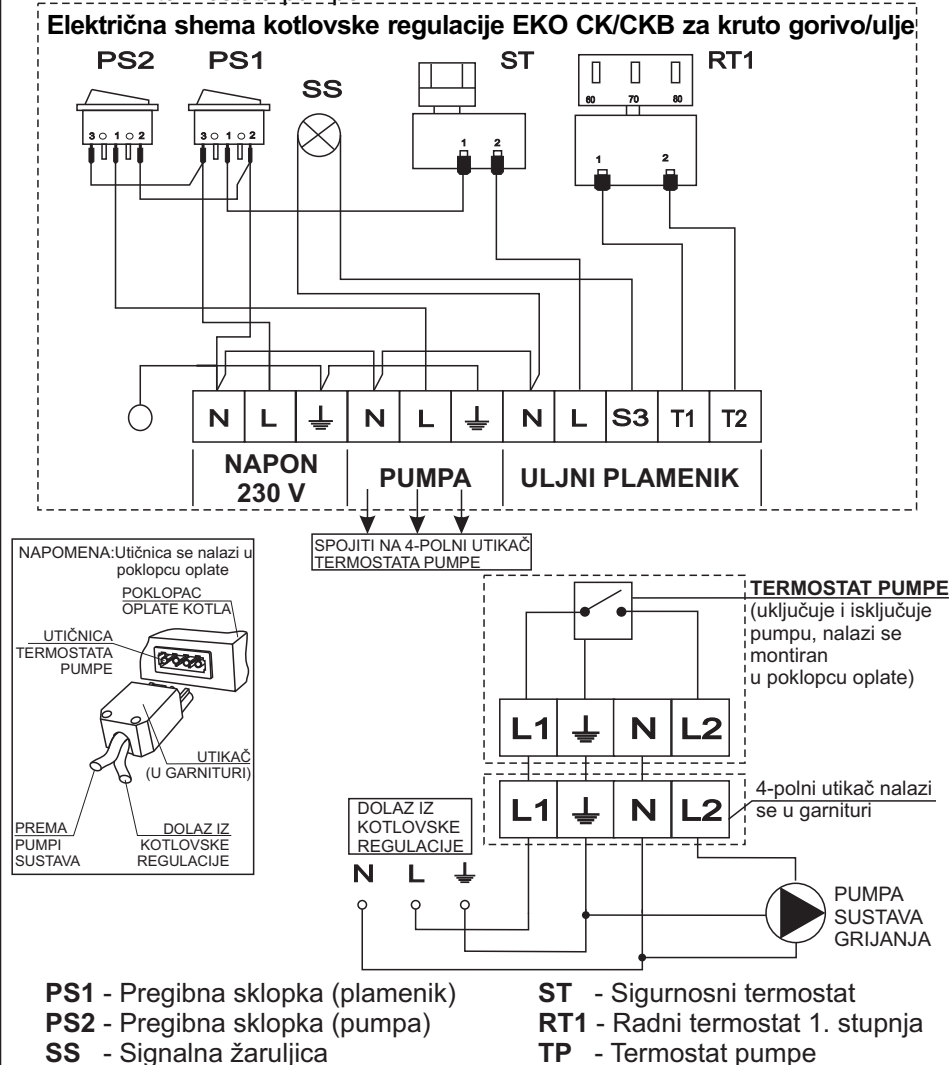 Električna shema kotlovske regulacije EKO CK/CKB za kruto gorivo/ulje
PS2 PS1 SS ST RT1
60 70 80
3 1 2 3 1 2
1 2
1 2
N L N L N L S3 T1 T2
NAPON
230 V
PUMPA
ULJNI PLAMENIK
SPOJITI NA 4-POLNI UTIKAČ
TERMOSTATA PUMPE
NAPOMENA:Utičnica se nalazi u
poklopcu oplate
POKLOPAC
OPLATE KOTLA
UTIČNICA
TERMOSTATA
PUMPE
UTIKAČ
(U GARNITURI)
PREMA
PUMPI
SUSTAVA
DOLAZ IZ
KOTLOVSKE
REGULACIJE
TERMOSTAT PUMPE
(uključuje i isključuje
pumpu, nalazi se
montiran
u poklopcu oplate)
L1 N L2
L1 N L2
4-polni utikač nalazi
se u garnituri
DOLAZ IZ
KOTLOVSKE
REGULACIJE
N L
PUMPA
SUSTAVA
GRIJANJA
PS1 - Pregibna sklopka (plamenik)
PS2 - Pregibna sklopka (pumpa)
SS - Signalna žaruljica
ST - Sigurnosni termostat
RT1 - Radni termostat 1. stupnja
TP - Termostat pumpe